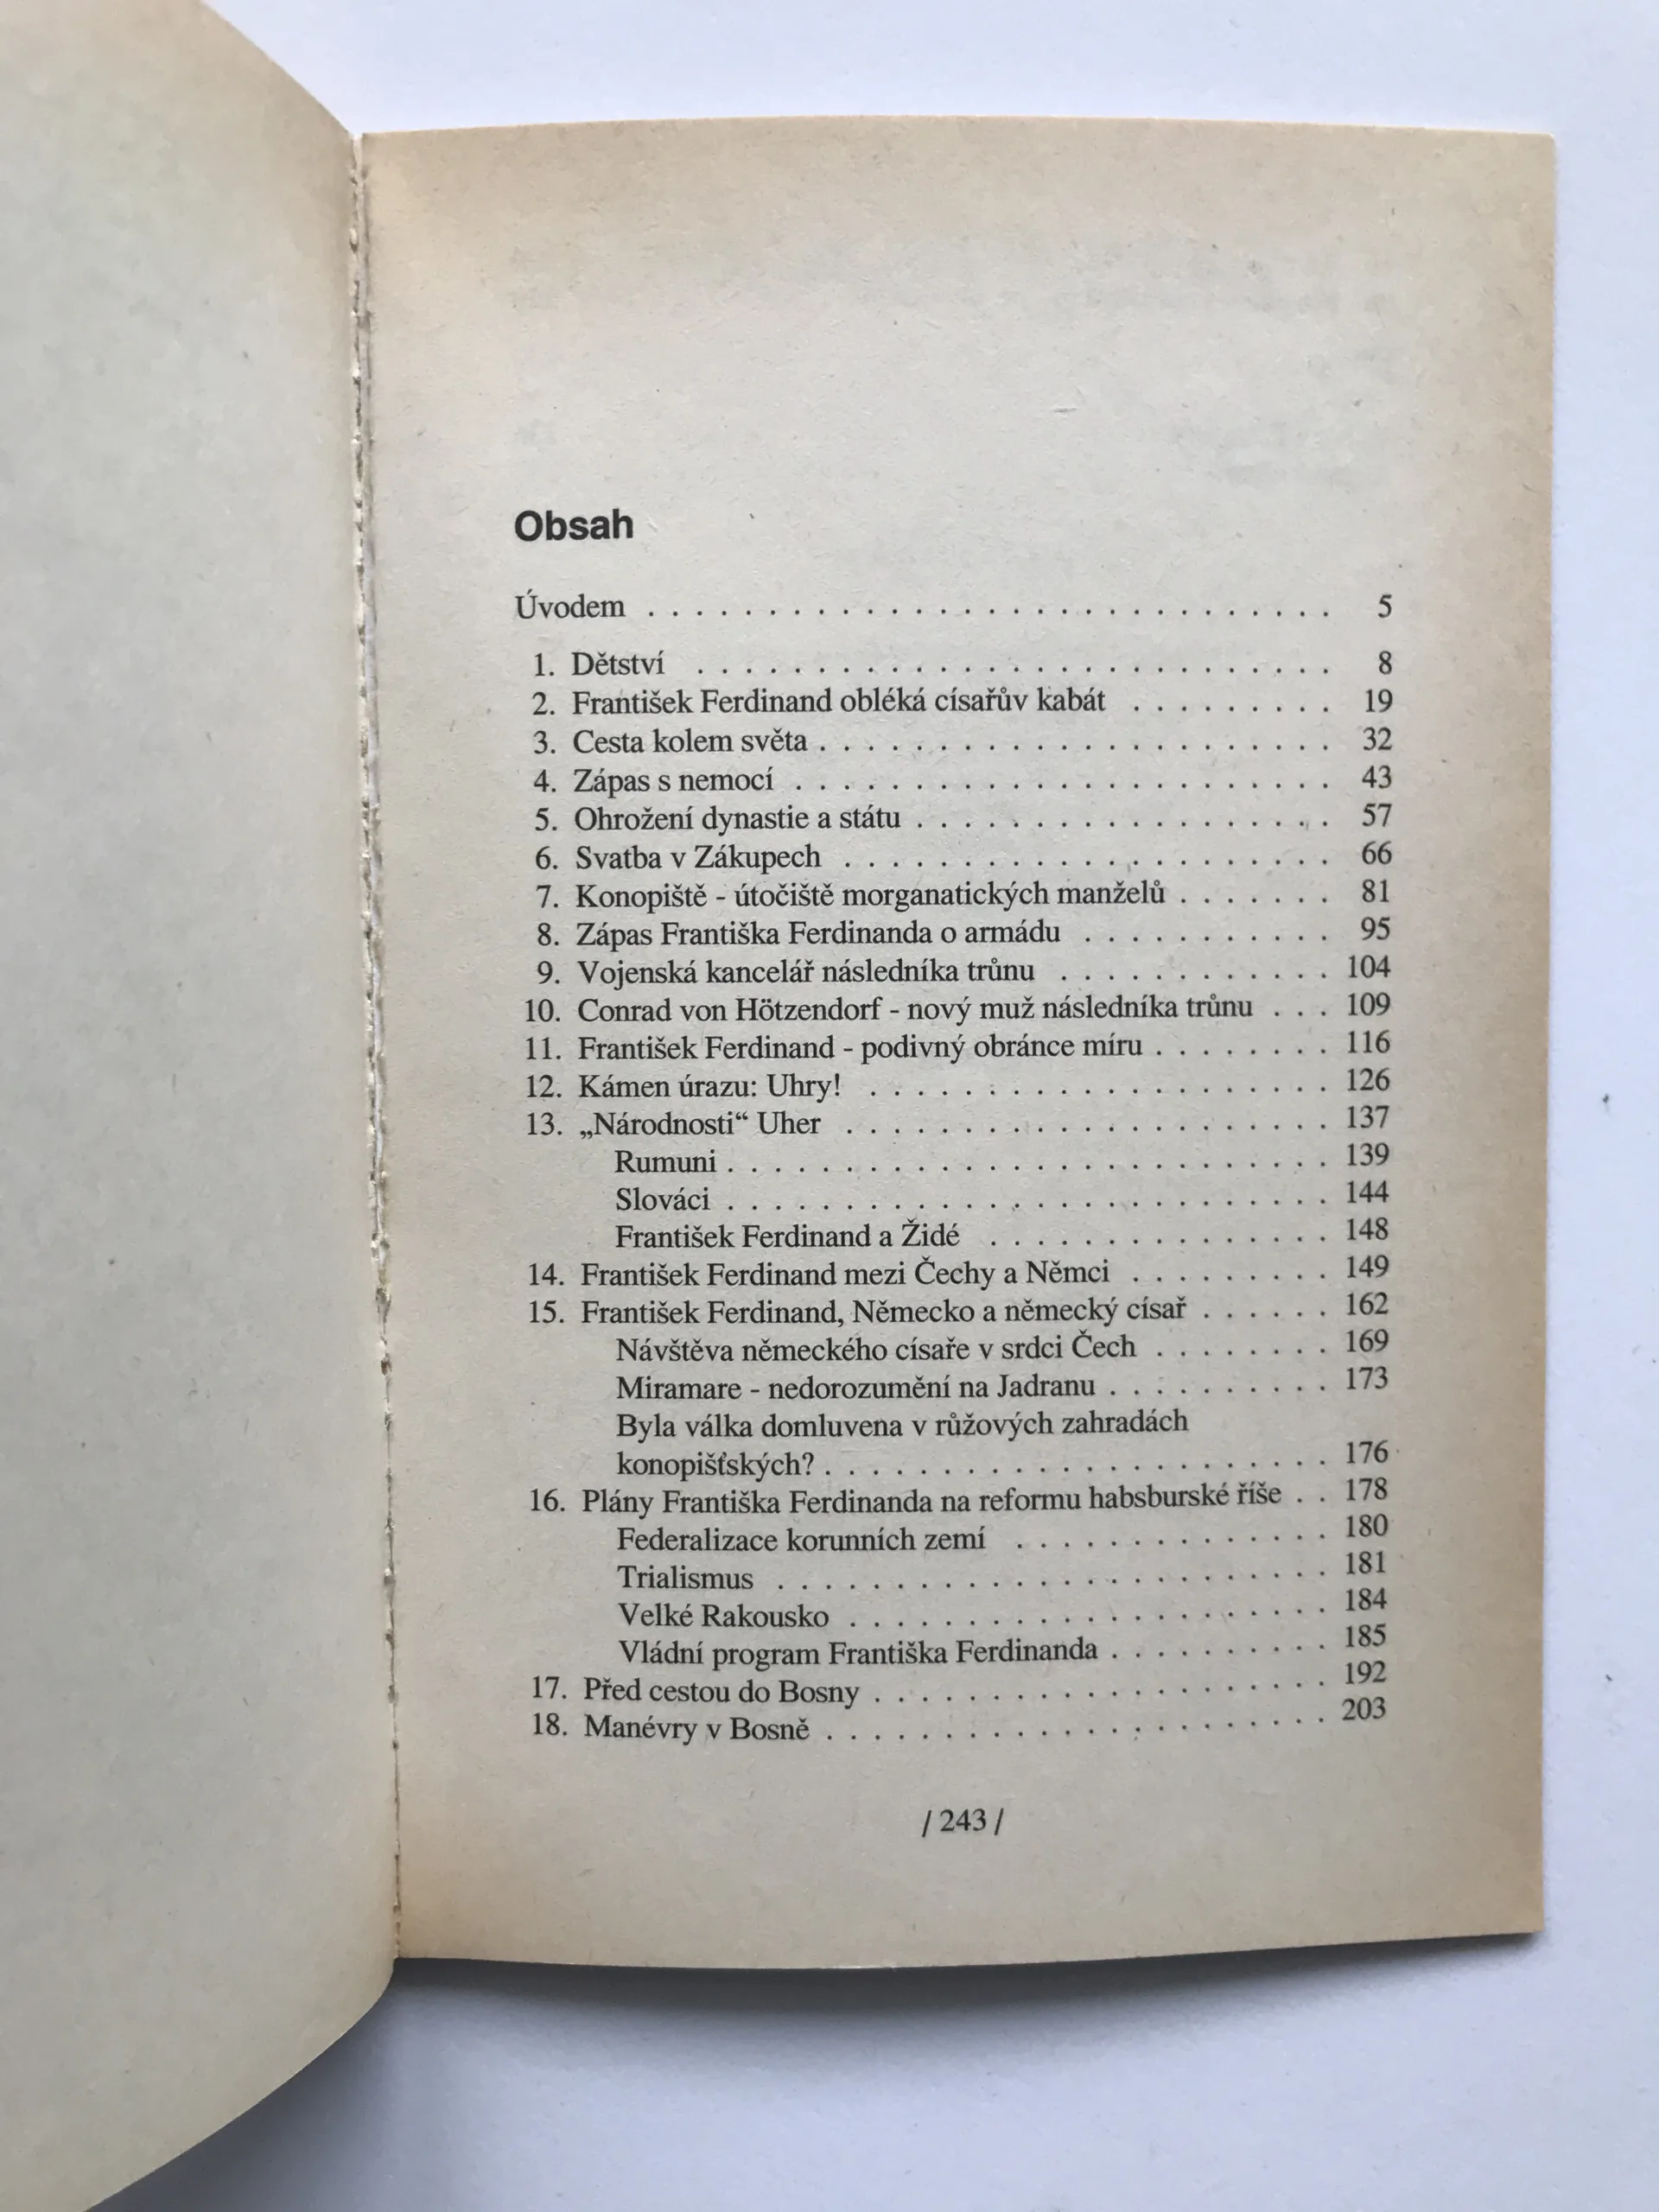 Obsah
Úvodem . . . . . . . . . . . . . . . . . . . . . . . . . . . . . 5
1. Dětství . . . . . . . . . . . . . . . . . . . . . . . . . . . 8
2. František Ferdinand obléká císařův kabát . . . . . . . . . 19
3. Cesta kolem světa . . . . . . . . . . . . . . . . . . . . . . 32
4. Zápas s nemocí . . . . . . . . . . . . . . . . . . . . . . . 43
5. Ohrožení dynastie a státu . . . . . . . . . . . . . . . . . . 57
6. Svatba v Zákupech . . . . . . . . . . . . . . . . . . . . . 66
7. Konopiště - útočiště morganatických manželů . . . . . . . 81
8. Zápas Františka Ferdinanda o armádu . . . . . . . . . . . 95
9. Vojenská kancelář následníka trůnu . . . . . . . . . . . . 104
10. Conrad von Hötzendorf - nový muž následníka trůnu . . . 109
11. František Ferdinand - podivný obránce míru . . . . . . . . 116
12. Kámen úrazu: Uhry! . . . . . . . . . . . . . . . . . . . . 126
13. „Národnosti“ Uher . . . . . . . . . . . . . . . . . . . . . 137
Rumuni . . . . . . . . . . . . . . . . . . . . . . . . . . 139
Slováci . . . . . . . . . . . . . . . . . . . . . . . . . . 144
František Ferdinand a Židé . . . . . . . . . . . . . . . 148
14. František Ferdinand mezi Čechy a Němci . . . . . . . . . 149
15. František Ferdinand, Německo a německý císař . . . . . . 162
Návštěva německého císaře v srdci Čech . . . . . . . . 169
Miramare - nedorozumění na Jadranu . . . . . . . . . . 173
Byla válka domluvena v růžových zahradách
konopišťských? . . . . . . . . . . . . . . . . . . . . . . 176
16. Plány Františka Ferdinanda na reformu habsburské říše . . 178
Federalizace korunních zemí . . . . . . . . . . . . . . 180
Trialismus . . . . . . . . . . . . . . . . . . . . . . . . 181
Velké Rakousko . . . . . . . . . . . . . . . . . . . . . 184
Vládní program Františka Ferdinanda . . . . . . . . . . 185
17. Před cestou do Bosny . . . . . . . . . . . . . . . . . . . . 192
18. Manévry v Bosně . . . . . . . . . . . . . . . . . . . . . . 203
/ 243 /